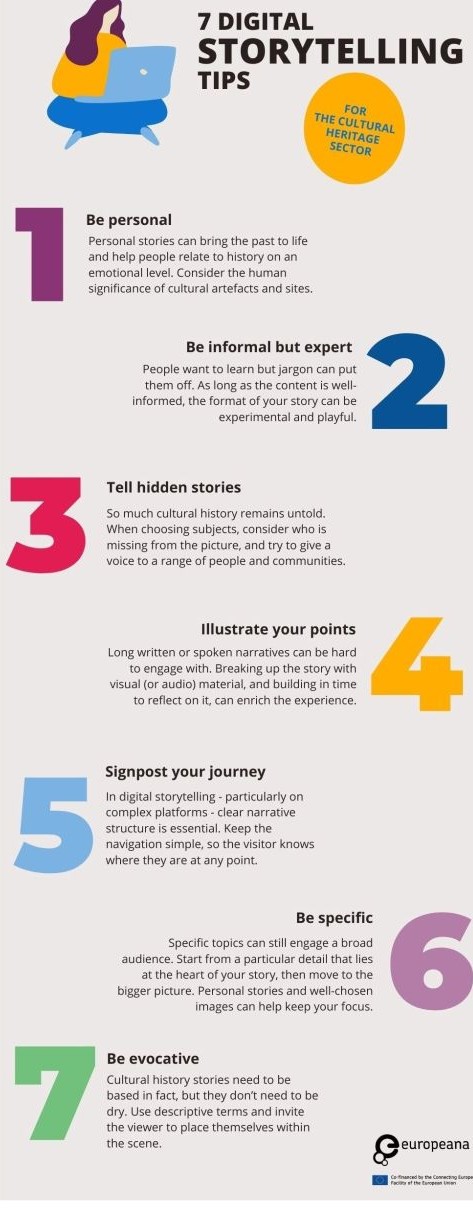 7 DIGITAL
STORYTELLING
TIPS
FOR
THE CULTURAL
HERITAGE
SECTOR
1
Be personal
Personal stories can bring the past to life
and help people relate to history on an
emotional level. Consider the human
significance of cultural artefacts and sites.
2
Be informal but expert
People want to learn but jargon can put
them off. As long as the content is well-
informed, the format of your story can be
experimental and playful.
3
Tell hidden stories
So much cultural history remains untold.
When choosing subjects, consider who is
missing from the picture, and try to give a
voice to a range of people and communities.
4
Illustrate your points
Long written or spoken narratives can be hard
to engage with. Breaking up the story with
visual (or audio) material, and building in time
to reflect on it, can enrich the experience.
5
Signpost your journey
In digital storytelling - particularly on
complex platforms - clear narrative
structure is essential. Keep the
navigation simple, so the visitor knows
where they are at any point.
6
Be specific
Specific topics can still engage a broad
audience. Start from a particular detail that lies
at the heart of your story, then move to the
bigger picture. Personal stories and well-chosen
images can help keep your focus.
7
Be evocative
Cultural history stories need to be
based in fact, but they don't need to be
dry. Use descriptive terms and invite
the viewer to place themselves within
the scene.
europeana
Co-financed by the Connecting Europe
Facility of the European Union